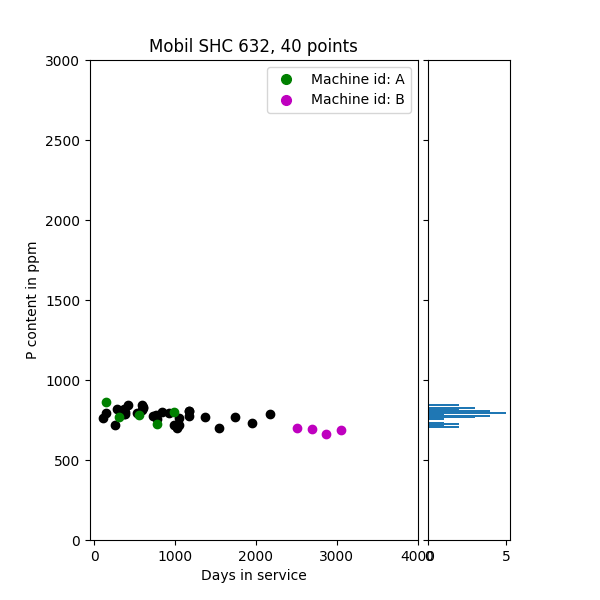 Mobil SHC 632, 40 points
3000
2500
2000
1500
1000
500
0
P content in ppm
Machine id: A
Machine id: B
0
1000
2000
3000
4000
Days in service
0
5